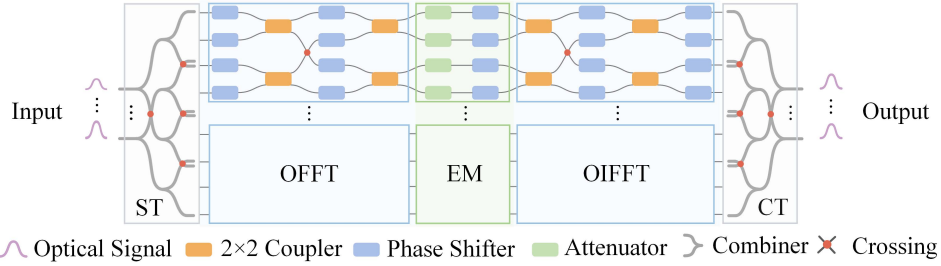 Input
Output
OFFT
EM
OIFFT
ST
CT
Optical Signal
2×2 Coupler
Phase Shifter
Attenuator
Combiner
Crossing